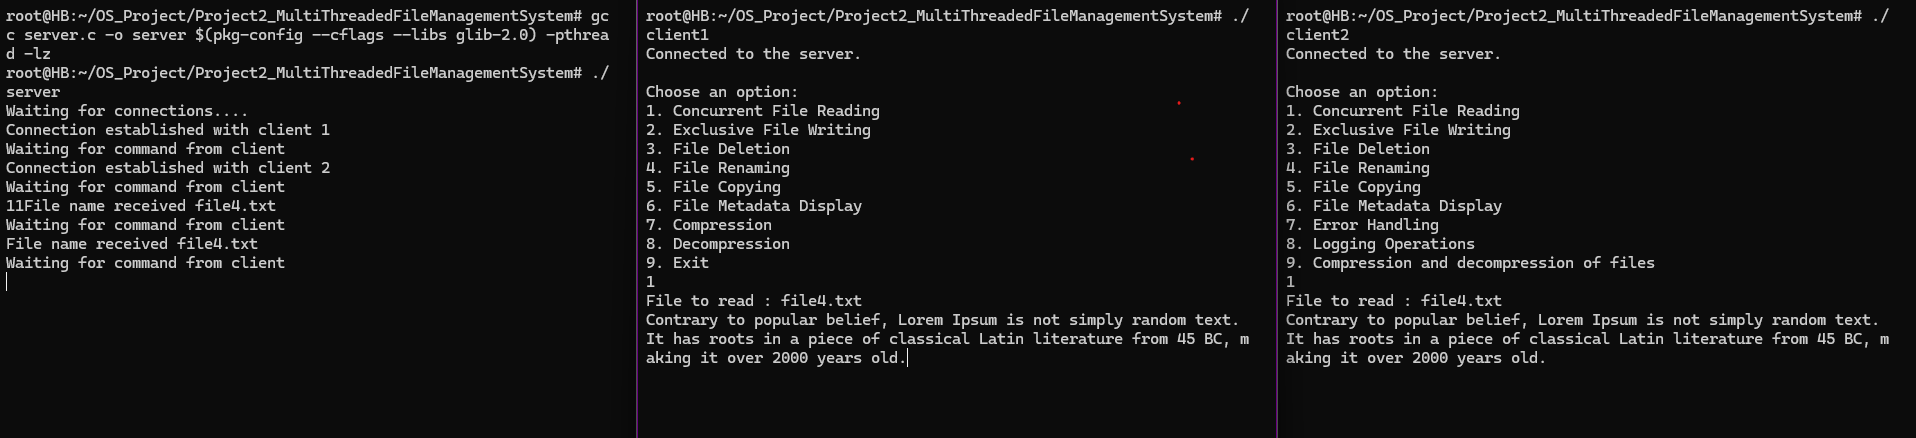 root@HB:~/OS_Project/Project2_MultiThreadedFileManagementSystem# gc
c server.c -o server $(pkg-config --cflags --libs glib-2.0) -pthrea
d -lz
root@HB:~/OS_Project/Project2_MultiThreadedFileManagementSystem# ./
server
Waiting for connections....
Connection established with client 1
Waiting for command from client
Connection established with client 2
Waiting for command from client
11File name received file4.txt
Waiting for command from client
File name received file4.txt
Waiting for command from client
root@HB:~/OS_Project/Project2_MultiThreadedFileManagementSystem# ./
client1
Connected to the server.
Choose an option:
1. Concurrent File Reading
2. Exclusive File Writing
3. File Deletion
4. File Renaming
5. File Copying
6. File Metadata Display
7. Compression
8. Decompression
9. Exit
1
File to read : file4.txt
Contrary to popular belief, Lorem Ipsum is not simply random text.
It has roots in a piece of classical Latin literature from 45 BC, m
aking it over 2000 years old.
root@HB:~/OS_Project/Project2_MultiThreadedFileManagementSystem# ./
client2
Connected to the server.
Choose an option:
1. Concurrent File Reading
2. Exclusive File Writing
3. File Deletion
4. File Renaming
5. File Copying
6. File Metadata Display
7. Error Handling
8. Logging Operations
9. Compression and decompression of files
1
File to read : file4.txt
Contrary to popular belief, Lorem Ipsum is not simply random text.
It has roots in a piece of classical Latin literature from 45 BC, m
aking it over 2000 years old.